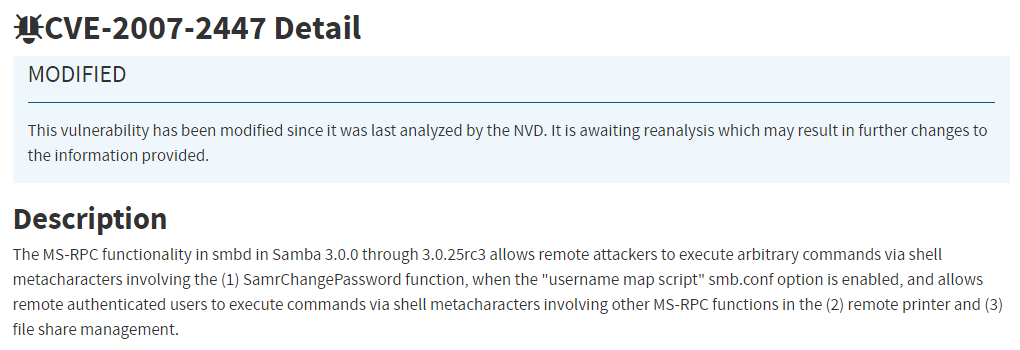 CVE-2007-2447 Detail
MODIFIED
This vulnerability has been modified since it was last analyzed by the NVD. It is awaiting reanalysis which may result in further changes to
the information provided.
Description
The MS-RPC functionality in smbd in Samba 3.0.0 through 3.0.25rc3 allows remote attackers to execute arbitrary commands via shell
metacharacters involving the (1) SamrChangePassword function, when the "username map script" smb.conf option is enabled, and allows
remote authenticated users to execute commands via shell metacharacters involving other MS-RPC functions in the (2) remote printer and (3)
file share management.